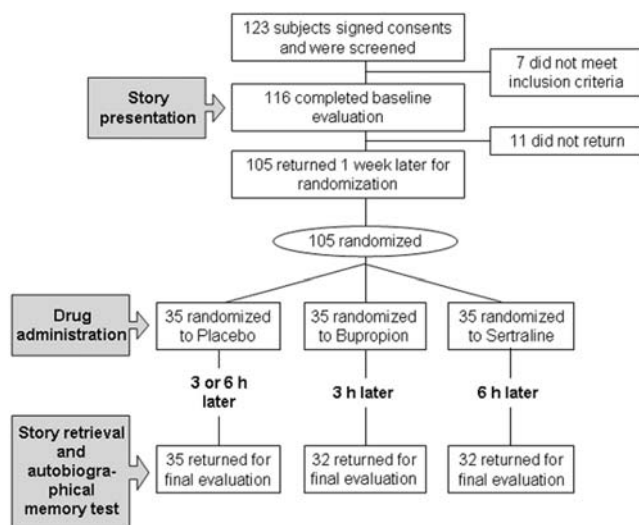 123 subjects signed consents
and were screened
7 did not meet
inclusion criteria
Story
presentation
116 completed baseline
evaluation
11 did not return
105 returned 1 week later for
randomization
105 randomized
Drug
administration
35 randomized
to Placebo
35 randomized
to Bupropion
35 randomized
to Sertraline
3 or 6 h
later
3 h later
6 h later
Story retrieval
and
autobiogra-
phical
memory test
35 returned for
final evaluation
32 returned for
final evaluation
32 returned for
final evaluation